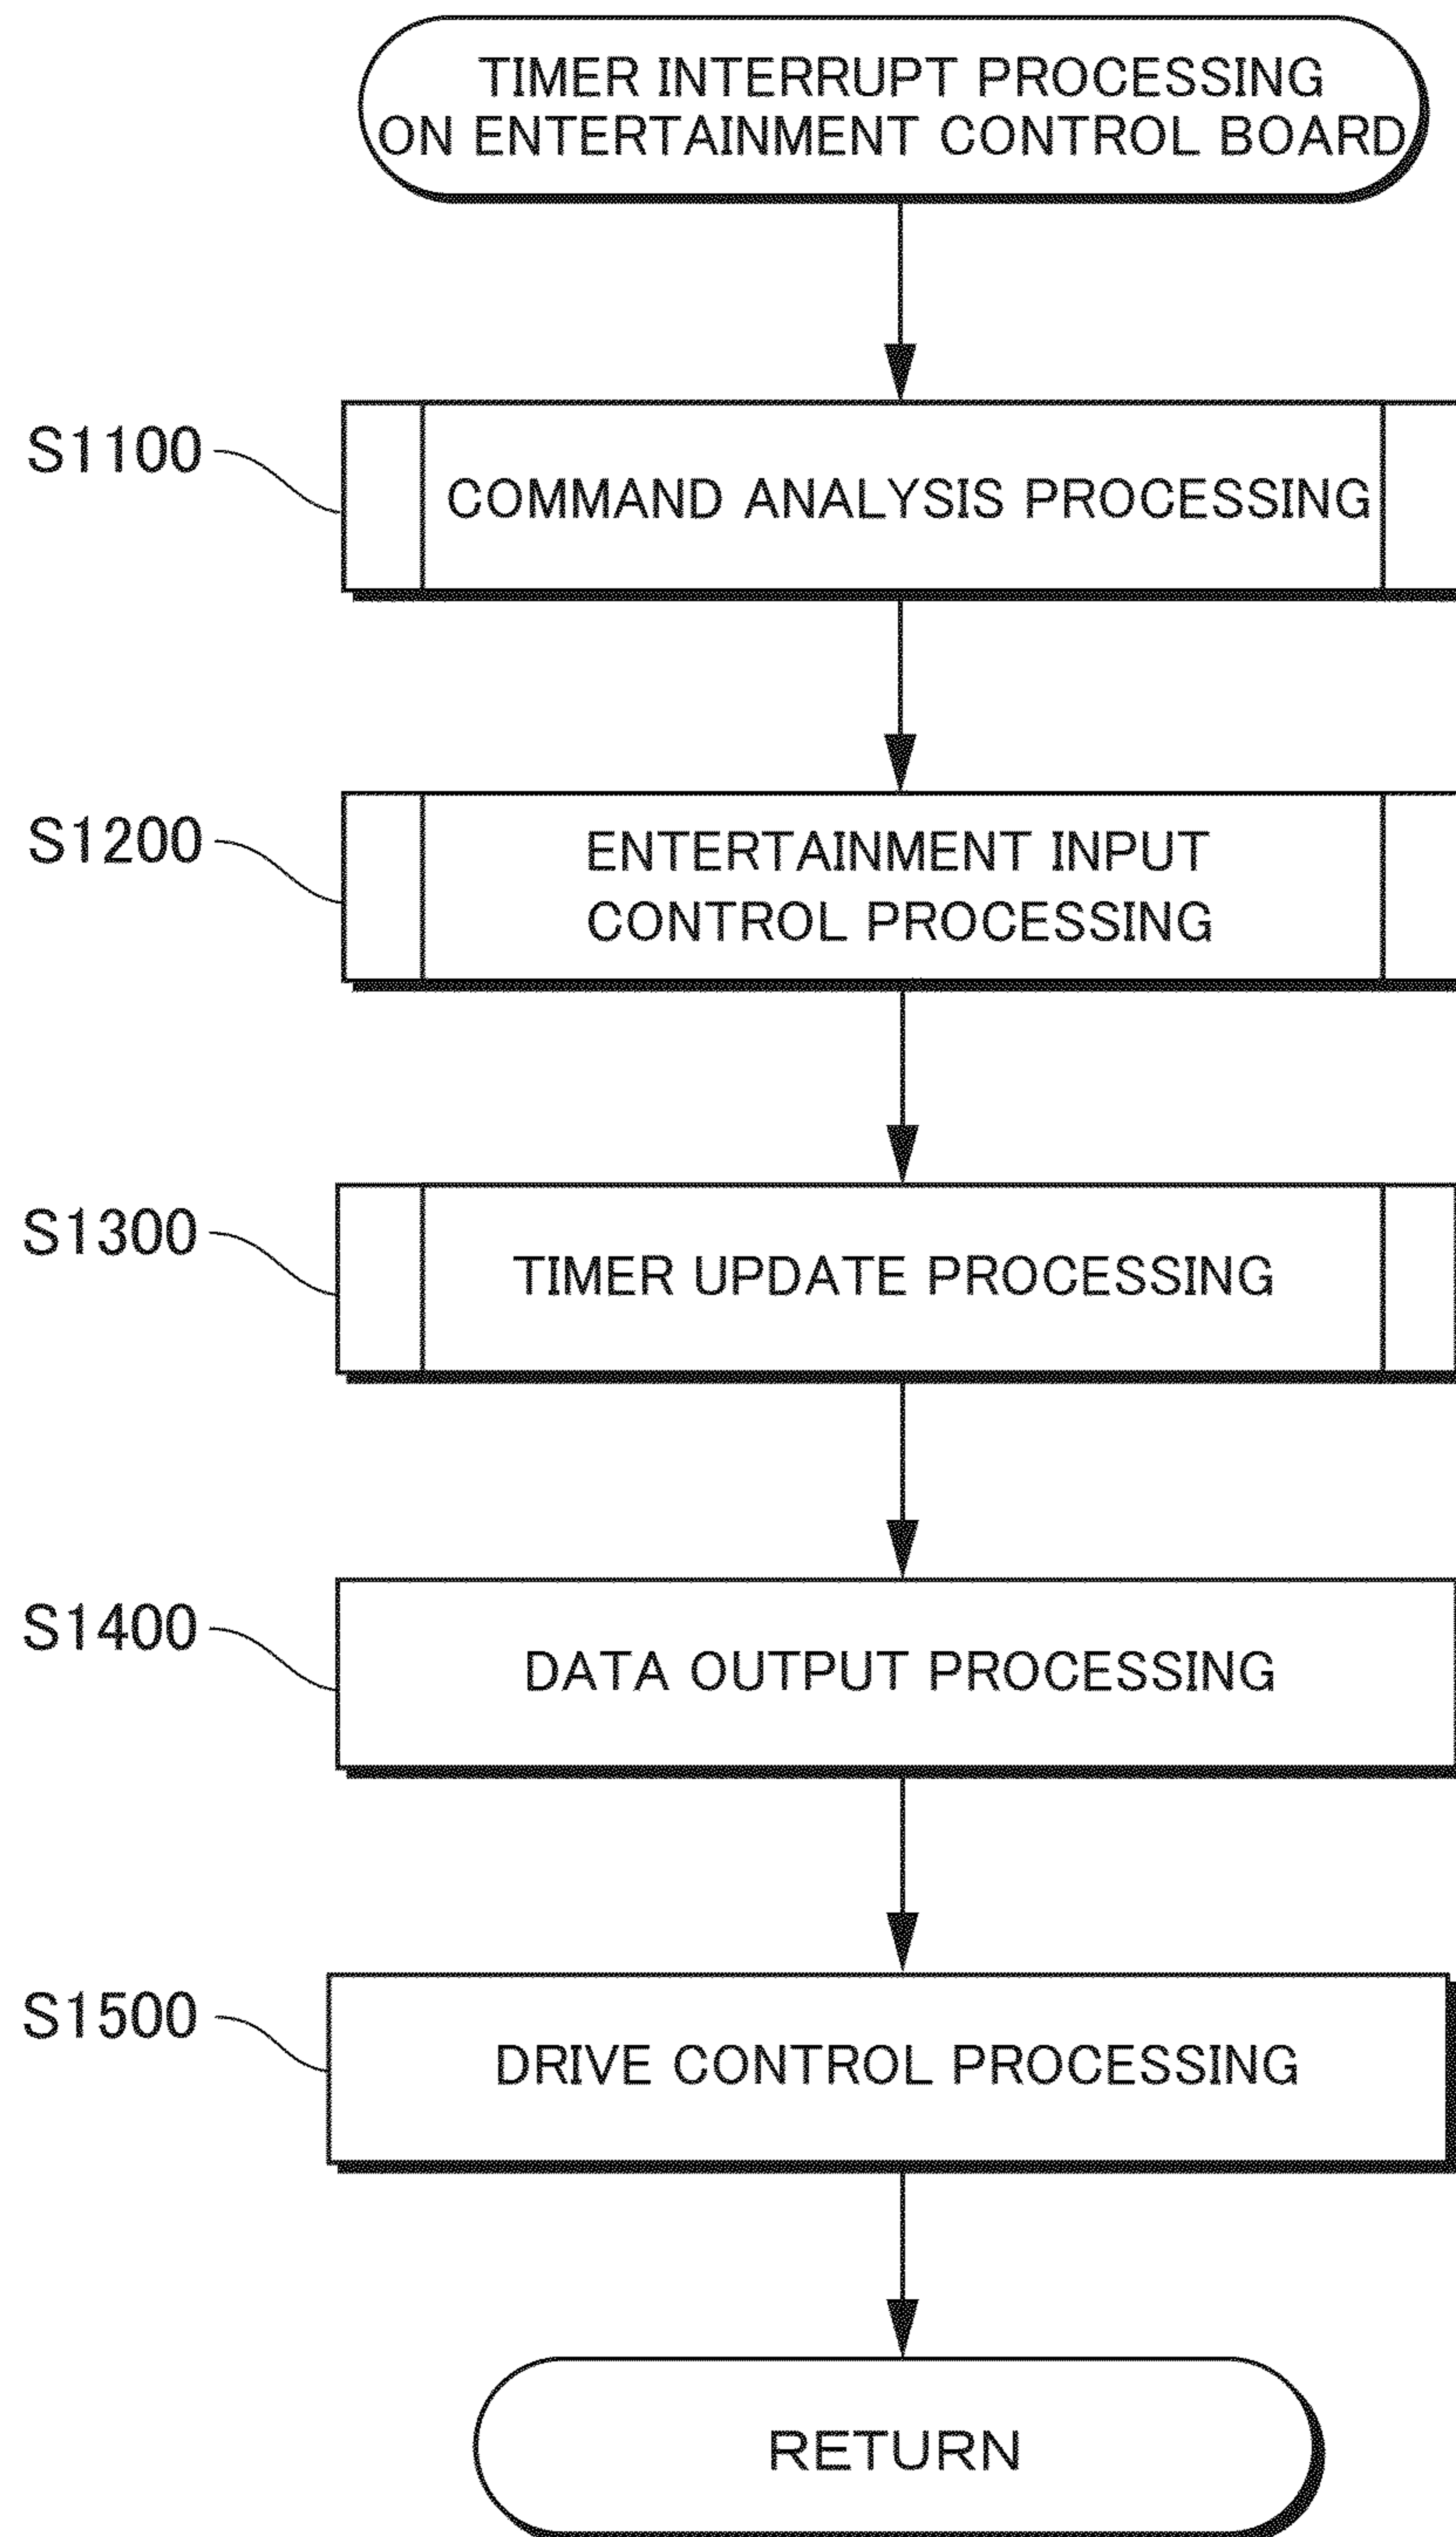 TIMER INTERRUPT PROCESSING
ON ENTERTAINMENT CONTROL BOARD
S1100
COMMAND ANALYSIS PROCESSING
S1200
ENTERTAINMENT INPUT
CONTROL PROCESSING
S1300
TIMER UPDATE PROCESSING
S1400
DATA OUTPUT PROCESSING
S1500
DRIVE CONTROL PROCESSING
RETURN